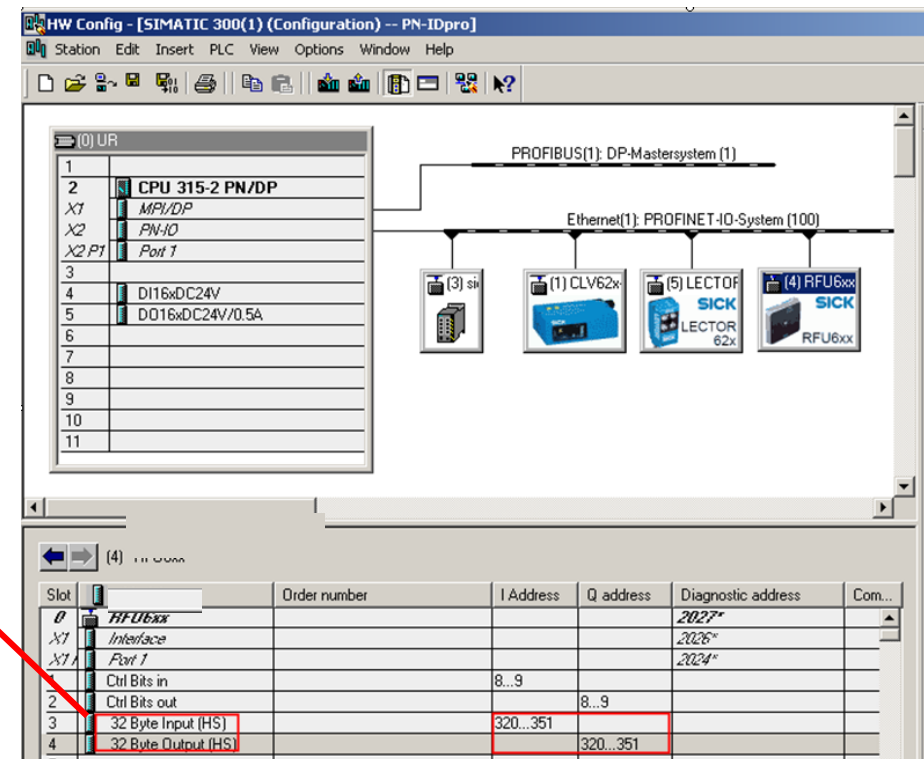 HW Config - [SIMATIC 300(1) (Configuration) -- PN-IDpro]
Station Edit Insert PLC View Options Window Help
(0) UR
1
2 CPU 315-2 PN/DP
X1 MPI/DP
X2 PN-IO
X2 P1 Port 1
3
4 DI16xDC24V
5 DO16xDC24V/0.5A
6
7
8
9
10
11
PROFIBUS(1): DP-Mastersystem (1)
Ethernet(1): PROFINET-IO-System (100)
(3) si
(1) CLV62x
(5) LECTOR
SICK
LECTOR
62x
(4) RFU6xx
SICK
RFU6xx
(4)
Slot Order number I Address Q address Diagnostic address Com...
0 RFU6xx 2027*
X1 Interface 2026*
X1 Port 1 2024*
1 Ctrl Bits in 8...9
2 Ctrl Bits out 8...9
3 32 Byte Input (HS) 320...351
4 32 Byte Output (HS) 320...351